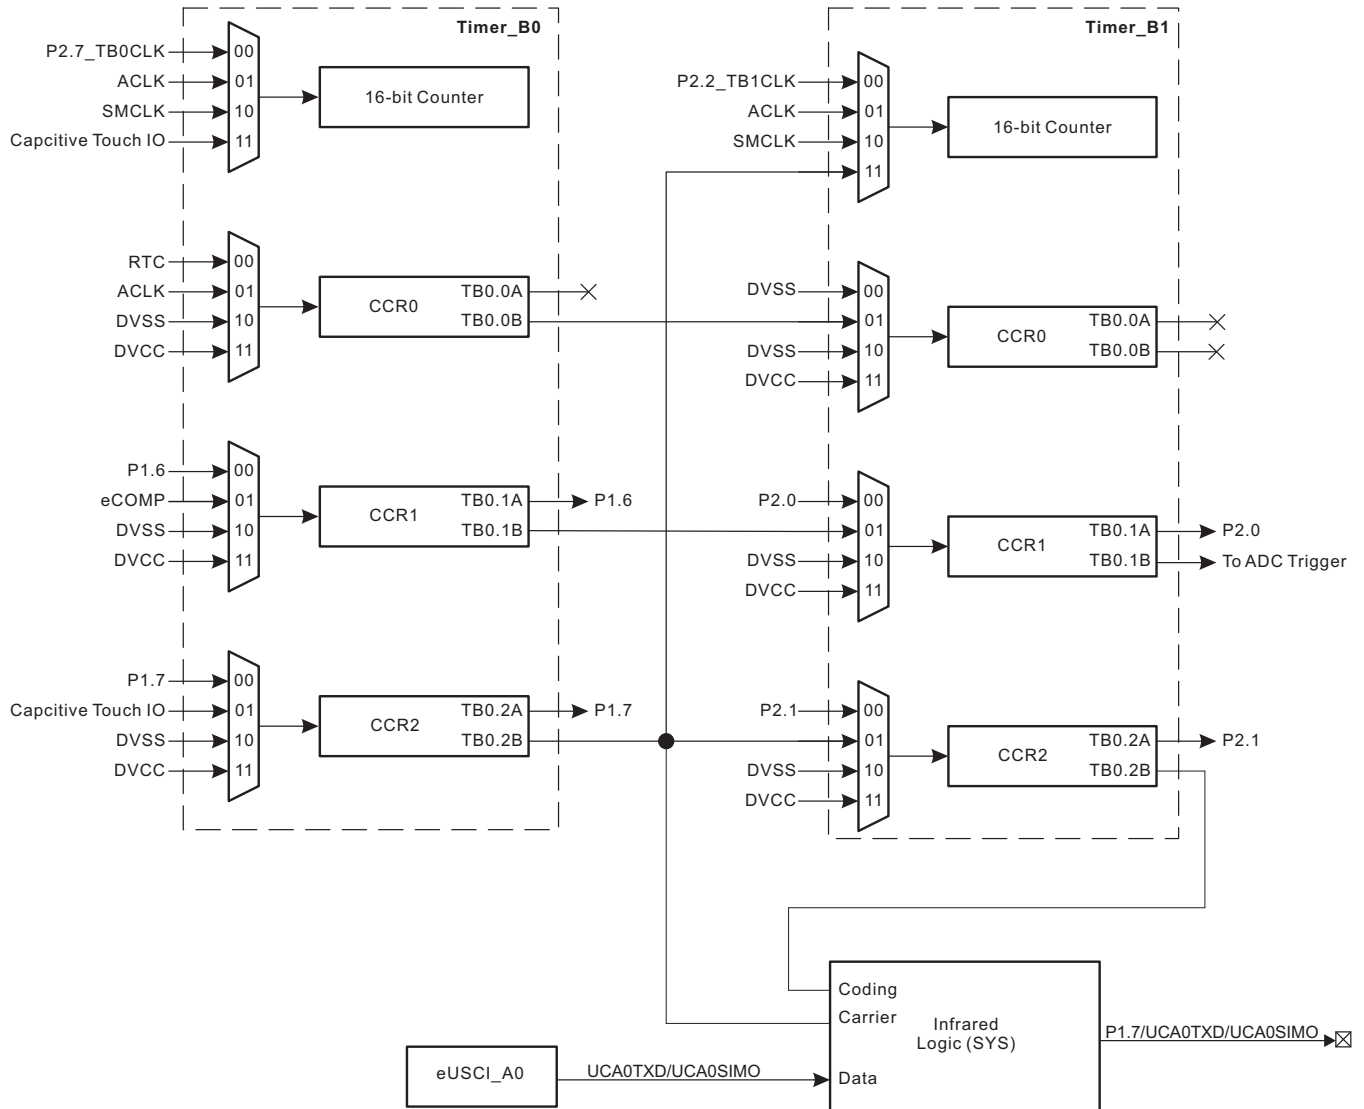 Timer_B0
P2.7_TB0CLK
00
ACLK
01
SMCLK
10
Capcitive Touch IO
11
16-bit Counter
RTC
00
ACLK
01
DVSS
10
DVCC
11
CCR0
TB0.0A
TB0.0B
P1.6
00
eCOMP
01
DVSS
10
DVCC
11
CCR1
TB0.1A
TB0.1B
P1.6
P1.7
00
Capcitive Touch IO
01
DVSS
10
DVCC
11
CCR2
TB0.2A
TB0.2B
P1.7
Timer_B1
P2.2_TB1CLK
00
ACLK
01
SMCLK
10
11
16-bit Counter
DVSS
00
01
DVSS
10
DVCC
11
CCR0
TB0.0A
TB0.0B
P2.0
00
01
DVSS
10
DVCC
11
CCR1
TB0.1A
TB0.1B
P2.0
To ADC Trigger
P2.1
00
01
DVSS
10
DVCC
11
CCR2
TB0.2A
TB0.2B
P2.1
Coding
Carrier
Data
Infrared
Logic (SYS)
P1.7/UCA0TXD/UCA0SIMO
eUSCI_A0
UCA0TXD/UCA0SIMO